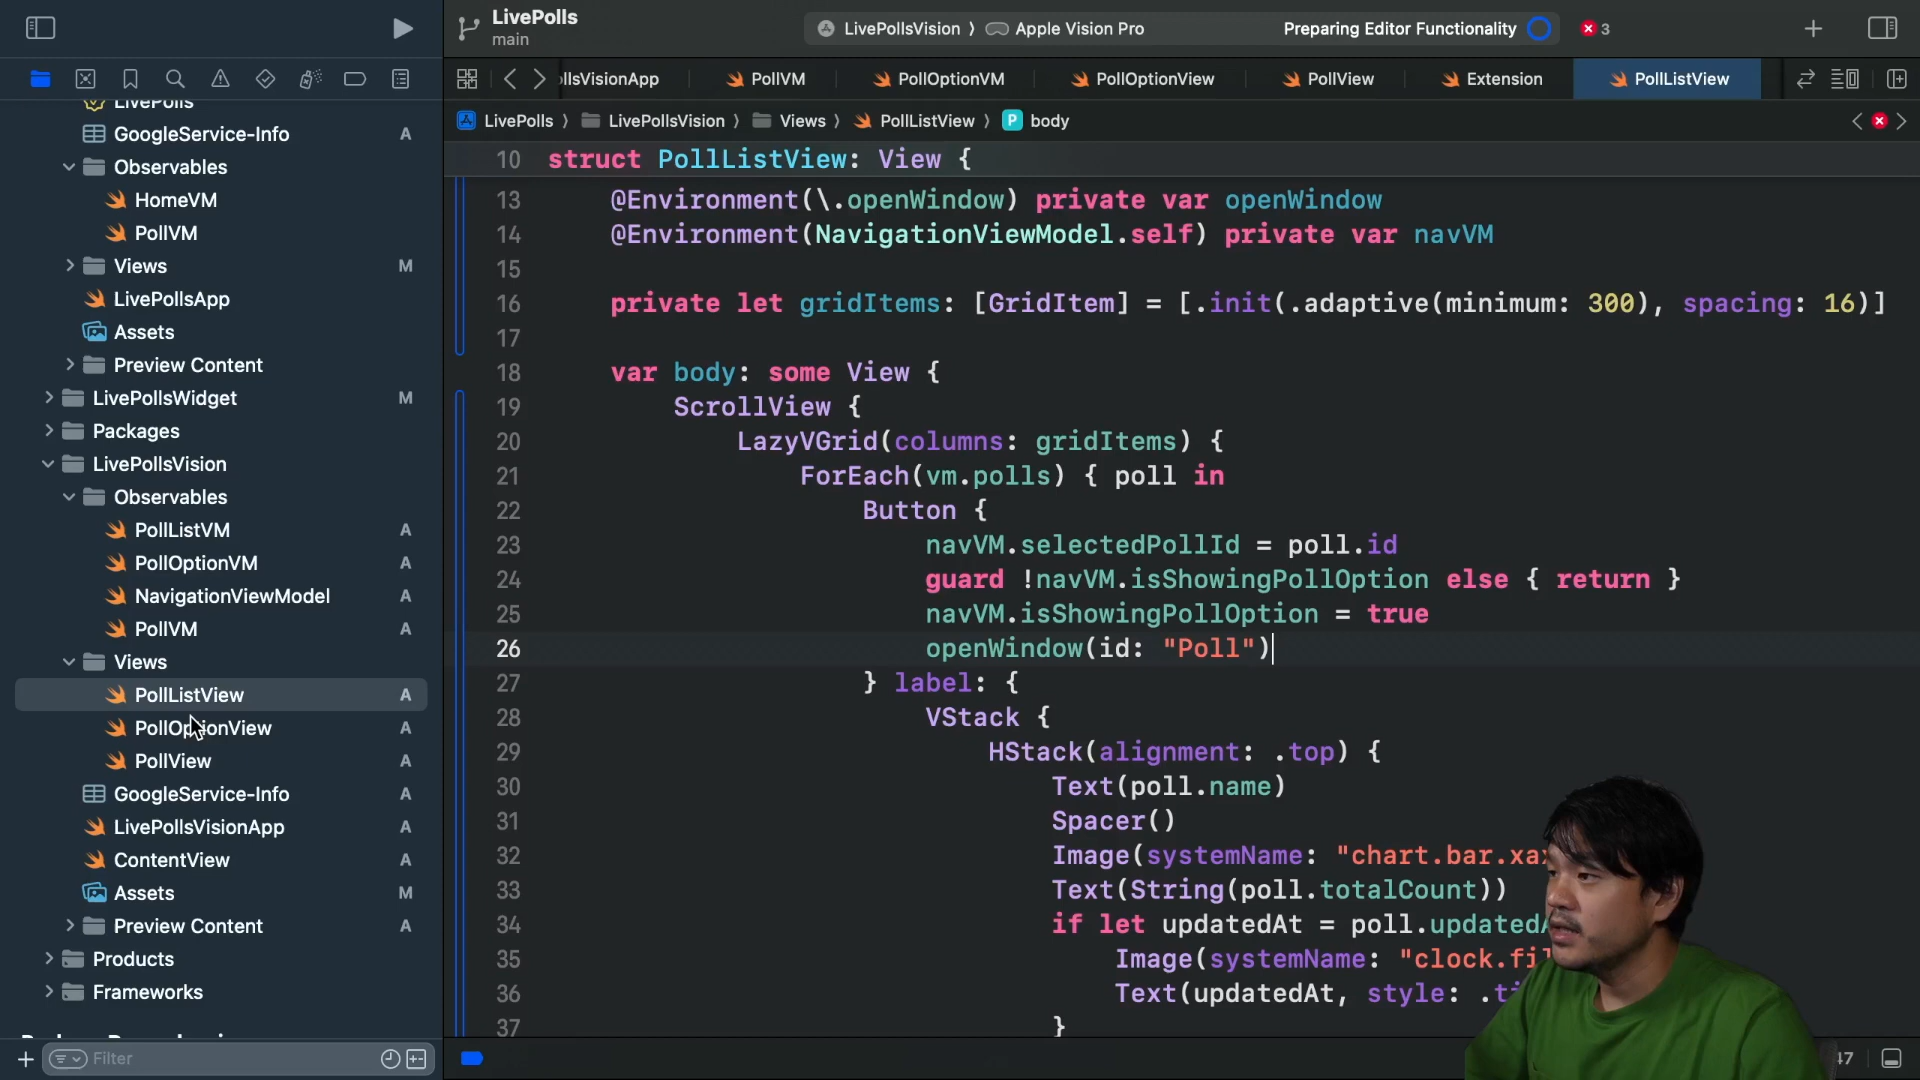 LivePolls
main
LivePollsVision 〉 Apple Vision Pro
Preparing Editor Functionality
3
llsVisionApp
PollVM
PollOptionVM
PollOptionView
PollView
Extension
PollListView
LivePolls 〉 LivePollsVision 〉 Views 〉 PollListView 〉 P body
LivePolls
GoogleService-Info A
Observables
HomeVM
PollVM
Views M
LivePollsApp
Assets
Preview Content
LivePollsWidget M
Packages
LivePollsVision
Observables
PollListVM A
PollOptionVM A
NavigationViewModel A
PollVM A
Views
PollListView A
PollOptionView A
PollView A
GoogleService-Info A
LivePollsVisionApp A
ContentView A
Assets M
Preview Content A
Products
Frameworks
Filter
10 struct PollListView: View {
13 @Environment(\.openWindow) private var openWindow
14 @Environment(NavigationViewModel.self) private var navVM
15
16 private let gridItems: [GridItem] = [.init(.adaptive(minimum: 300), spacing: 16)]
17
18 var body: some View {
19 ScrollView {
20 LazyVGrid(columns: gridItems) {
21 ForEach(vm.polls) { poll in
22 Button {
23 navVM.selectedPollId = poll.id
24 guard !navVM.isShowingPollOption else { return }
25 navVM.isShowingPollOption = true
26 openWindow(id: "Poll")
27 } label: {
28 VStack {
29 HStack(alignment: .top) {
30 Text(poll.name)
31 Spacer()
32 Image(systemName: "chart.bar.xax
33 Text(String(poll.totalCount))
34 if let updatedAt = poll.updatedA
35 Image(systemName: "clock.fil
36 Text(updatedAt, style: .ti
37 }
47